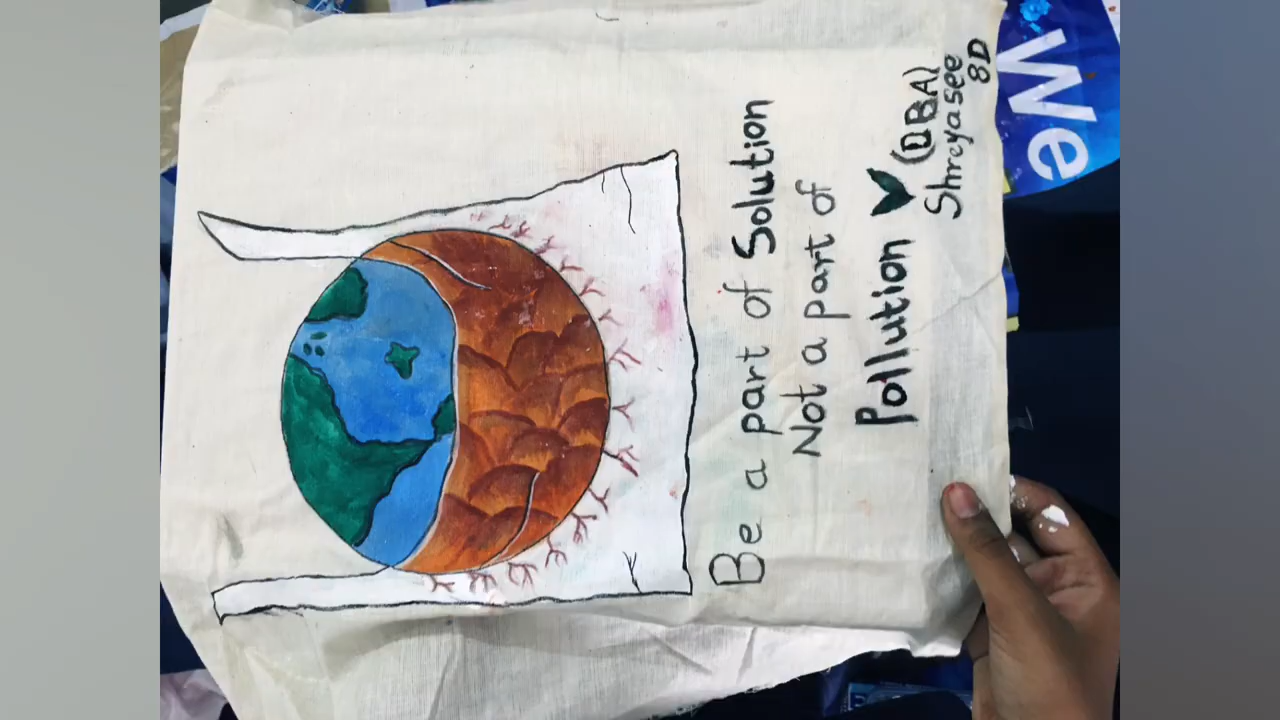 Be a part of Solution
Not a part of
Pollution
(DBA)
Shreyasee
8D
We